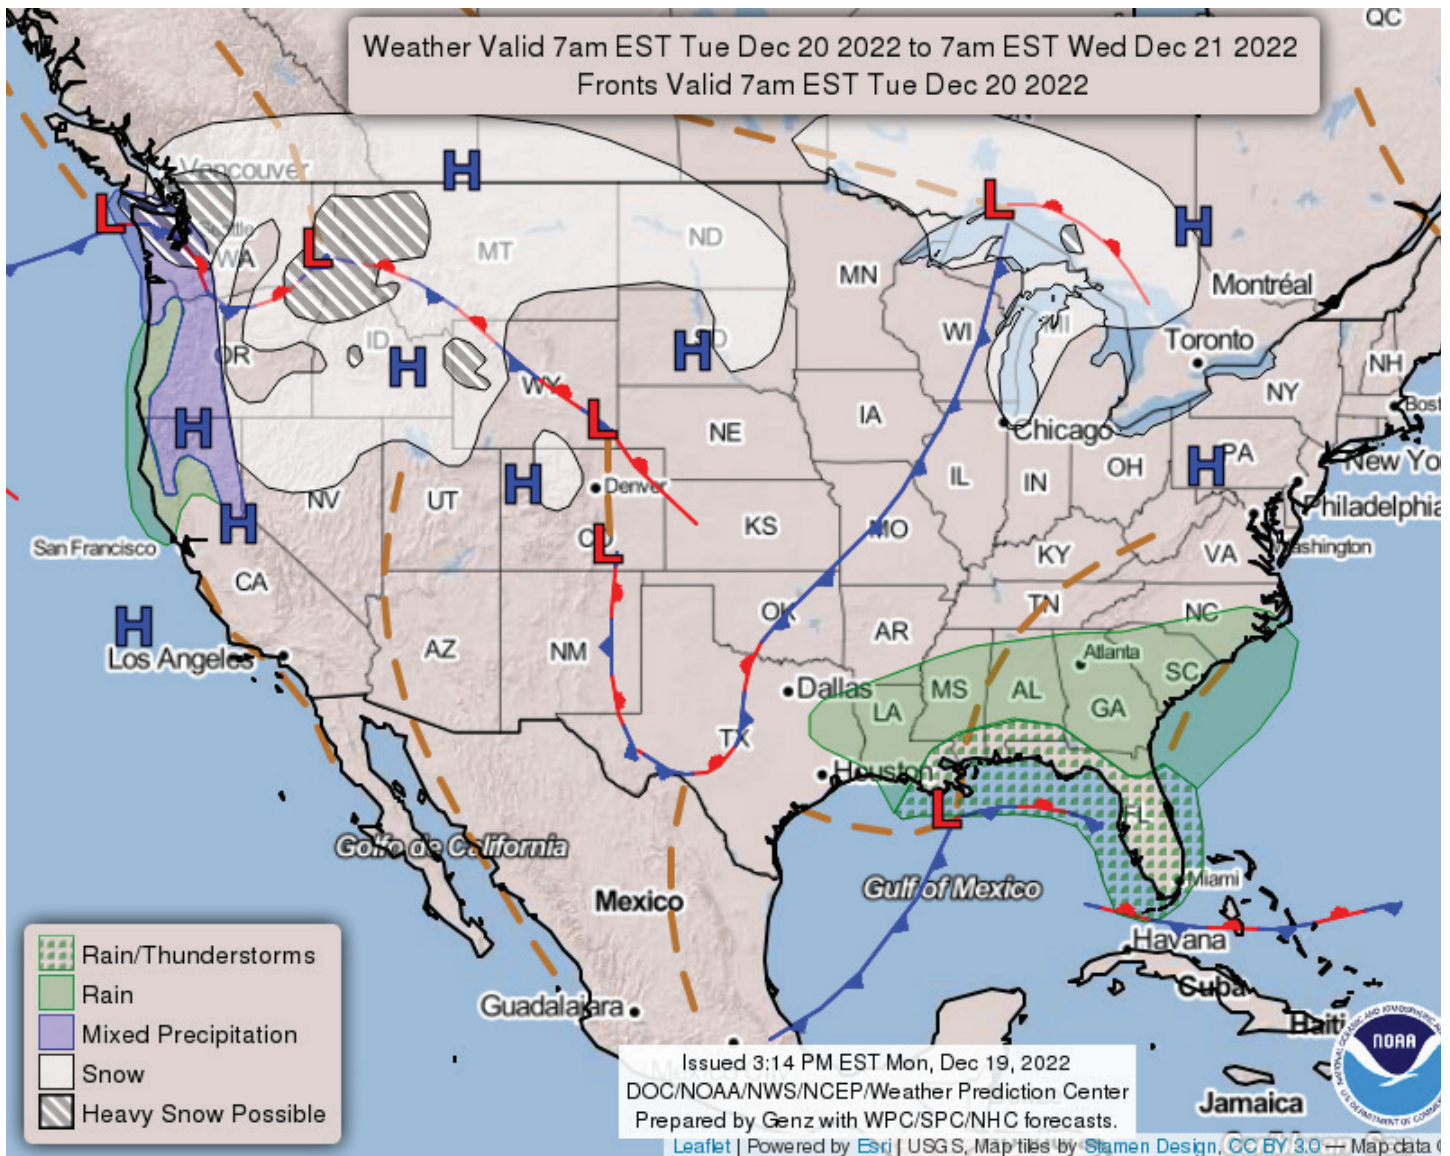 QC
Weather Valid 7am EST Tue Dec 20 2022 to 7am EST Wed Dec 21 2022
Fronts Valid 7am EST Tue Dec 20 2022
Vancouver
H
L
L
H
L
Seattle
WA
MT
ND
MN
Montréal
ID
OR
H
WY
H
SD
WI
MI
Toronto
NH
NY
IA
Bost
H
L
NE
Chicago
PA
H
New Yo
OH
IL
IN
NV
UT
H
Denver
Philadelphia
H
San Francisco
CO
L
KS
MO
KY
VA
Washington
CA
OK
TN
NC
H
AR
Los Angeles
AZ
NM
Atlanta
SC
Dallas
MS
AL
GA
LA
TX
Houston
L
FL
Golfo de California
Gulf of Mexico
Miami
Mexico
Havana
Cuba
Guadalajara
Haiti
Jamaica
Rain/Thunderstorms
Rain
Mixed Precipitation
Snow
Heavy Snow Possible
NOAA
Issued 3:14 PM EST Mon, Dec 19, 2022
DOC/NOAA/NWS/NCEP/Weather Prediction Center
Prepared by Genz with WPC/SPC/NHC forecasts.
Leaflet | Powered by Esri | USGS, Map tiles by Stamen Design, CC BY 3.0 — Map data ©